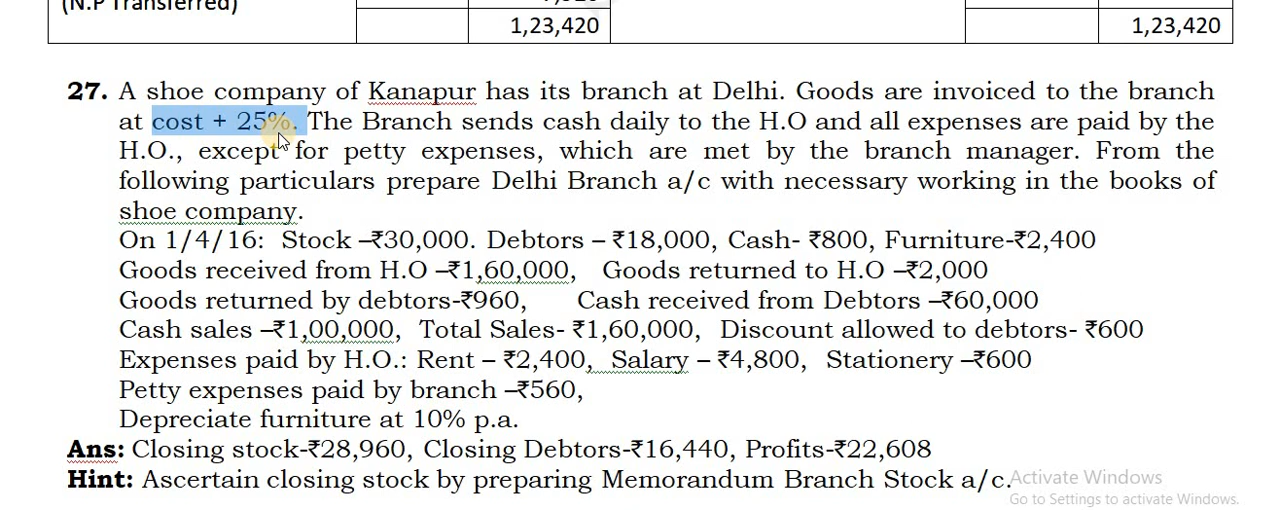 (N.P Transferred)
1,23,420 1,23,420
27. A shoe company of Kanapur has its branch at Delhi. Goods are invoiced to the branch
at cost + 25%. The Branch sends cash daily to the H.O and all expenses are paid by the
H.O., except for petty expenses, which are met by the branch manager. From the
following particulars prepare Delhi Branch a/c with necessary working in the books of
shoe company.
On 1/4/16: Stock –₹30,000. Debtors – ₹18,000, Cash- ₹800, Furniture-₹2,400
Goods received from H.O –₹1,60,000, Goods returned to H.O –₹2,000
Goods returned by debtors-₹960, Cash received from Debtors –₹60,000
Cash sales –₹1,00,000, Total Sales- ₹1,60,000, Discount allowed to debtors- ₹600
Expenses paid by H.O.: Rent – ₹2,400, Salary – ₹4,800, Stationery –₹600
Petty expenses paid by branch –₹560,
Depreciate furniture at 10% p.a.
Ans: Closing stock-₹28,960, Closing Debtors-₹16,440, Profits-₹22,608
Hint: Ascertain closing stock by preparing Memorandum Branch Stock a/c.
Activate Windows
Go to Settings to activate Windows.